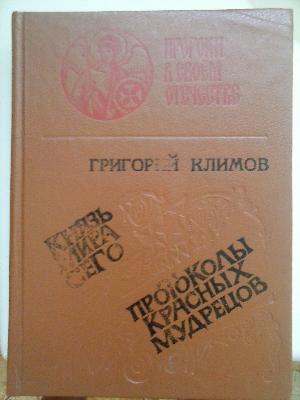 ПРОРОКИ
В СВОЕМ
ОТЕЧЕСТВЕ
ГРИГОРИЙ КЛИМОВ
КНЯЗЬ
МИРА
СЕГО
ПРОТОКОЛЫ
КРАСНЫХ
МУДРЕЦОВ